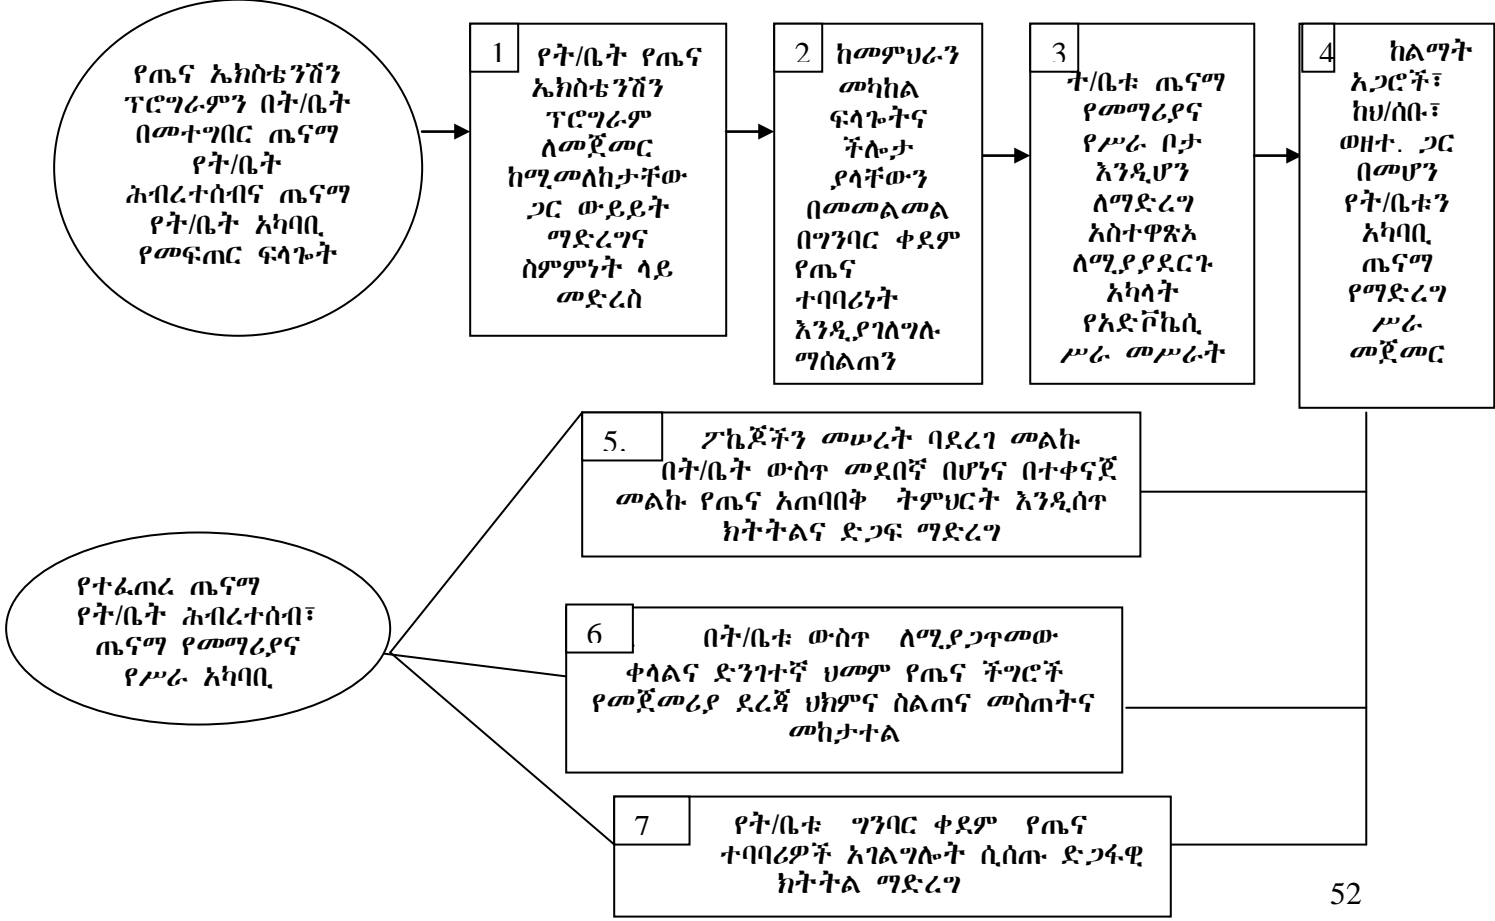 የጤና ኤክስቴንሽን
ፕሮግራምን በት/ቤት
በመተግበር ጤናማ
የት/ቤት
ሕብረተሰብና ጤናማ
የት/ቤት አካባቢ
የመፍጠር ፍላጐት
1 የት/ቤት የጤና
ኤክስቴንሽን
ፕሮግራም
ለመጀመር
ከሚመለከታቸው
ጋር ውይይት
ማድረግና
ስምምነት ላይ
መድረስ
2 ከመምህራን
መካከል
ፍላጐትና
ችሎታ
ያላቸውን
በመመልመል
በግንባር ቀደም
የጤና
ተባባሪነት
እንዲያገለግሉ
ማሰልጠን
3
ት/ቤቱ ጤናማ
የመማሪያና
የሥራ ቦታ
እንዲሆን
ለማድረግ
አስተዋጽኦ
ለሚያያደርጉ
አካላት
የአድቮኬሲ
ሥራ መሥራት
4 ከልማት
አጋሮች፣
ከህ/ሰቡ፣
ወዘተ. ጋር
በመሆን
የት/ቤቱን
አካባቢ
ጤናማ
የማድረግ
ሥራ
መጀመር
5. ፖኬጆችን መሠረት ባደረገ መልኩ
በት/ቤት ውስጥ መደበኛ በሆነና በተቀናጀ
መልኩ የጤና አጠባበቅ ትምህርት እንዲሰጥ
ክትትልና ድጋፍ ማድረግ
የተፈጠረ ጤናማ
የት/ቤት ሕብረተሰብ፣
ጤናማ የመማሪያና
የሥራ አካባቢ
6 በት/ቤቱ ውስጥ ለሚያጋጥመው
ቀላልና ድንገተኛ ህመም የጤና ችግሮች
የመጀመሪያ ደረጃ ህክምና ስልጠና መስጠትና
መከታተል
7 የት/ቤቱ ግንባር ቀደም የጤና
ተባባሪዎች አገልግሎት ሲሰጡ ድጋፋዊ
ክትትል ማድረግ
52